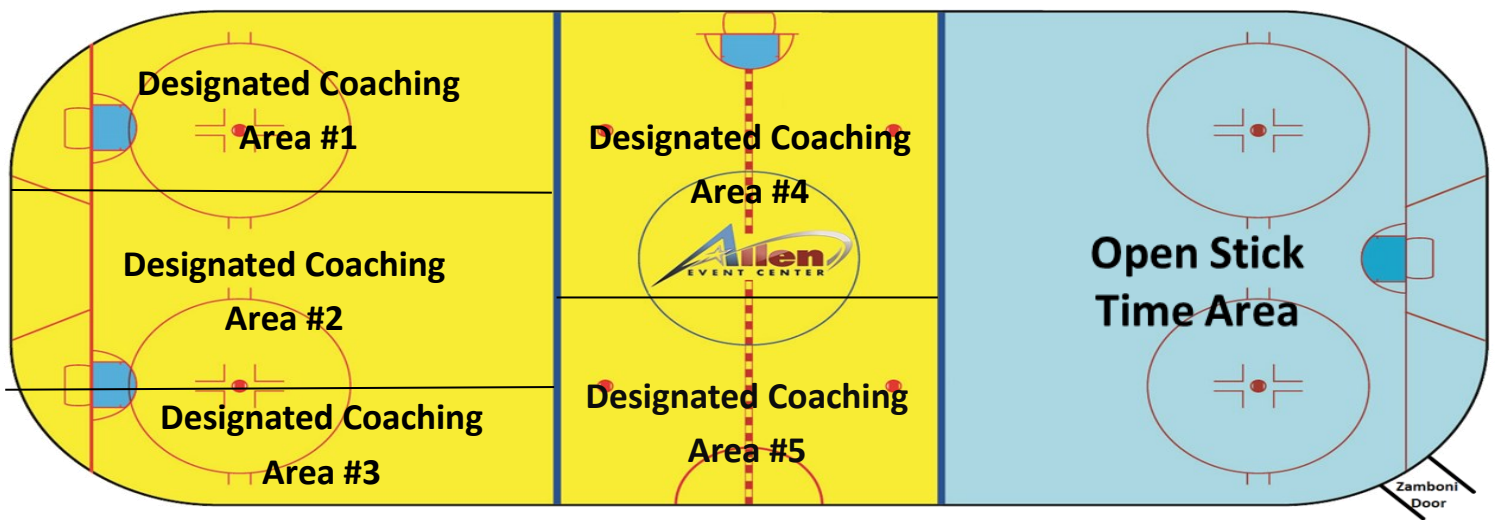 Designated Coaching
Area #1
Designated Coaching
Area #2
Designated Coaching
Area #3
Designated Coaching
Area #4
Allen
EVENT CENTER
Designated Coaching
Area #5
Open Stick
Time Area
Zamboni
Door